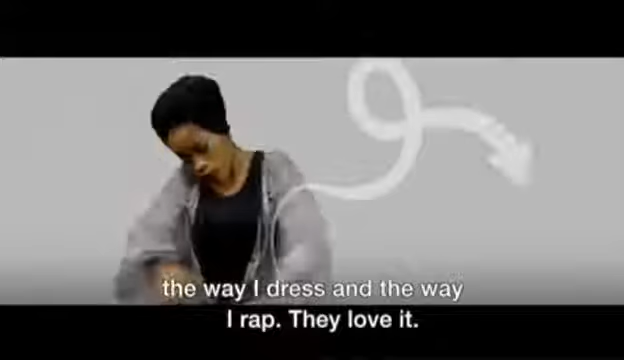 the way I dress and the way
I rap. They love it.